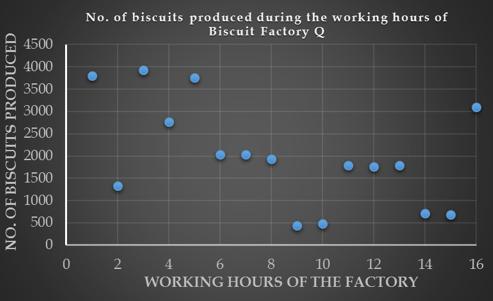 No. of biscuits produced during the working hours of
Biscuit Factory Q
NO. OF BISCUITS PRODUCED
4500
4000
3500
3000
2500
2000
1500
1000
500
0
0 2 4 6 8 10 12 14 16
WORKING HOURS OF THE FACTORY